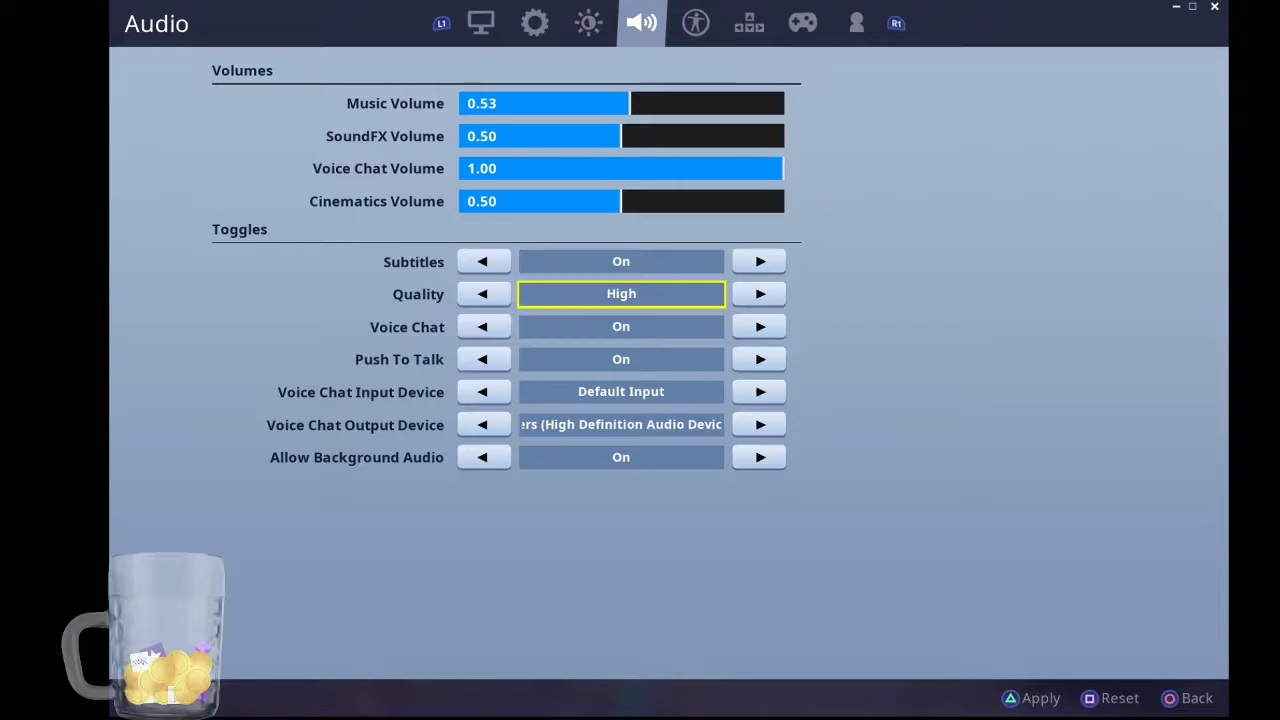 Audio
L1
R1
Volumes
Music Volume 0.53
SoundFX Volume 0.50
Voice Chat Volume 1.00
Cinematics Volume 0.50
Toggles
Subtitles On
Quality High
Voice Chat On
Push To Talk On
Voice Chat Input Device Default Input
Voice Chat Output Device ers (High Definition Audio Devic
Allow Background Audio On
Apply Reset Back